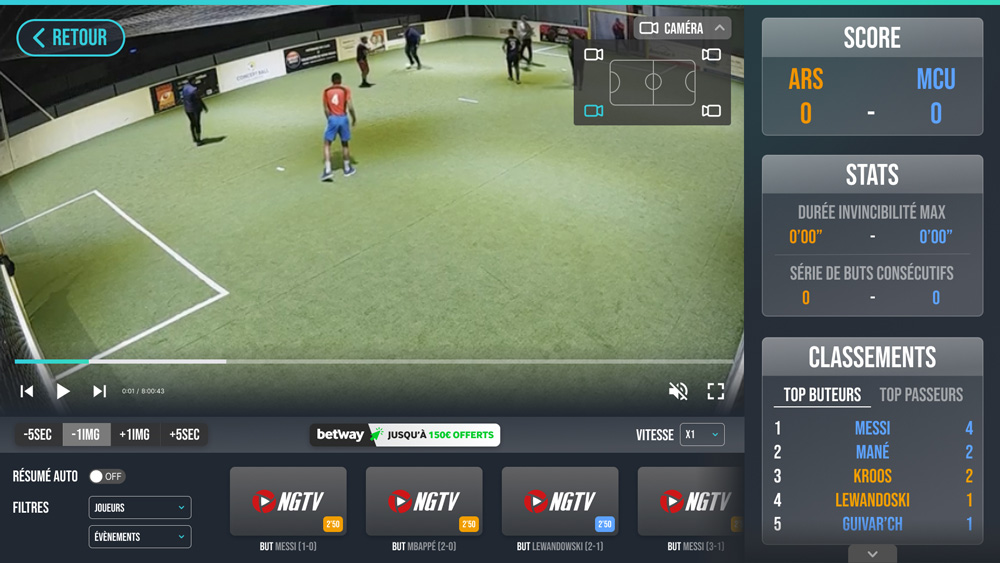 RETOUR
CAMÉRA
4
0:01 / 8:00:43
-5SEC
-1IMG
+1IMG
+5SEC
betway
JUSQU'À 150€ OFFERTS
VITESSE
X1
RÉSUMÉ AUTO
OFF
FILTRES
JOUEURS
ÉVÈNEMENTS
NGTV
2'50
BUT MESSI (1-0)
NGTV
2'50
BUT MBAPPÉ (2-0)
NGTV
2'50
BUT LEWANDOWSKI (2-1)
NGTV
BUT MESSI (3-1)
SCORE
ARS MCU
0 - 0
STATS
DURÉE INVINCIBILITÉ MAX
0'00" - 0'00"
SÉRIE DE BUTS CONSÉCUTIFS
0 - 0
CLASSEMENTS
TOP BUTEURS TOP PASSEURS
1 MESSI 4
2 MANÉ 2
3 KROOS 2
4 LEWANDOSKI 1
5 GUIVAR'CH 1